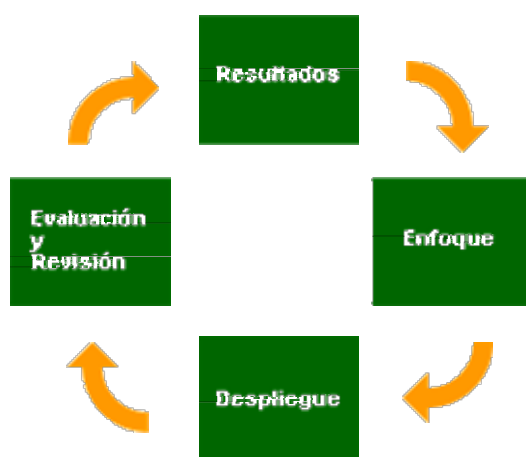 Resultados
Enfoque
Despliegue
Evaluación
y
Revisión